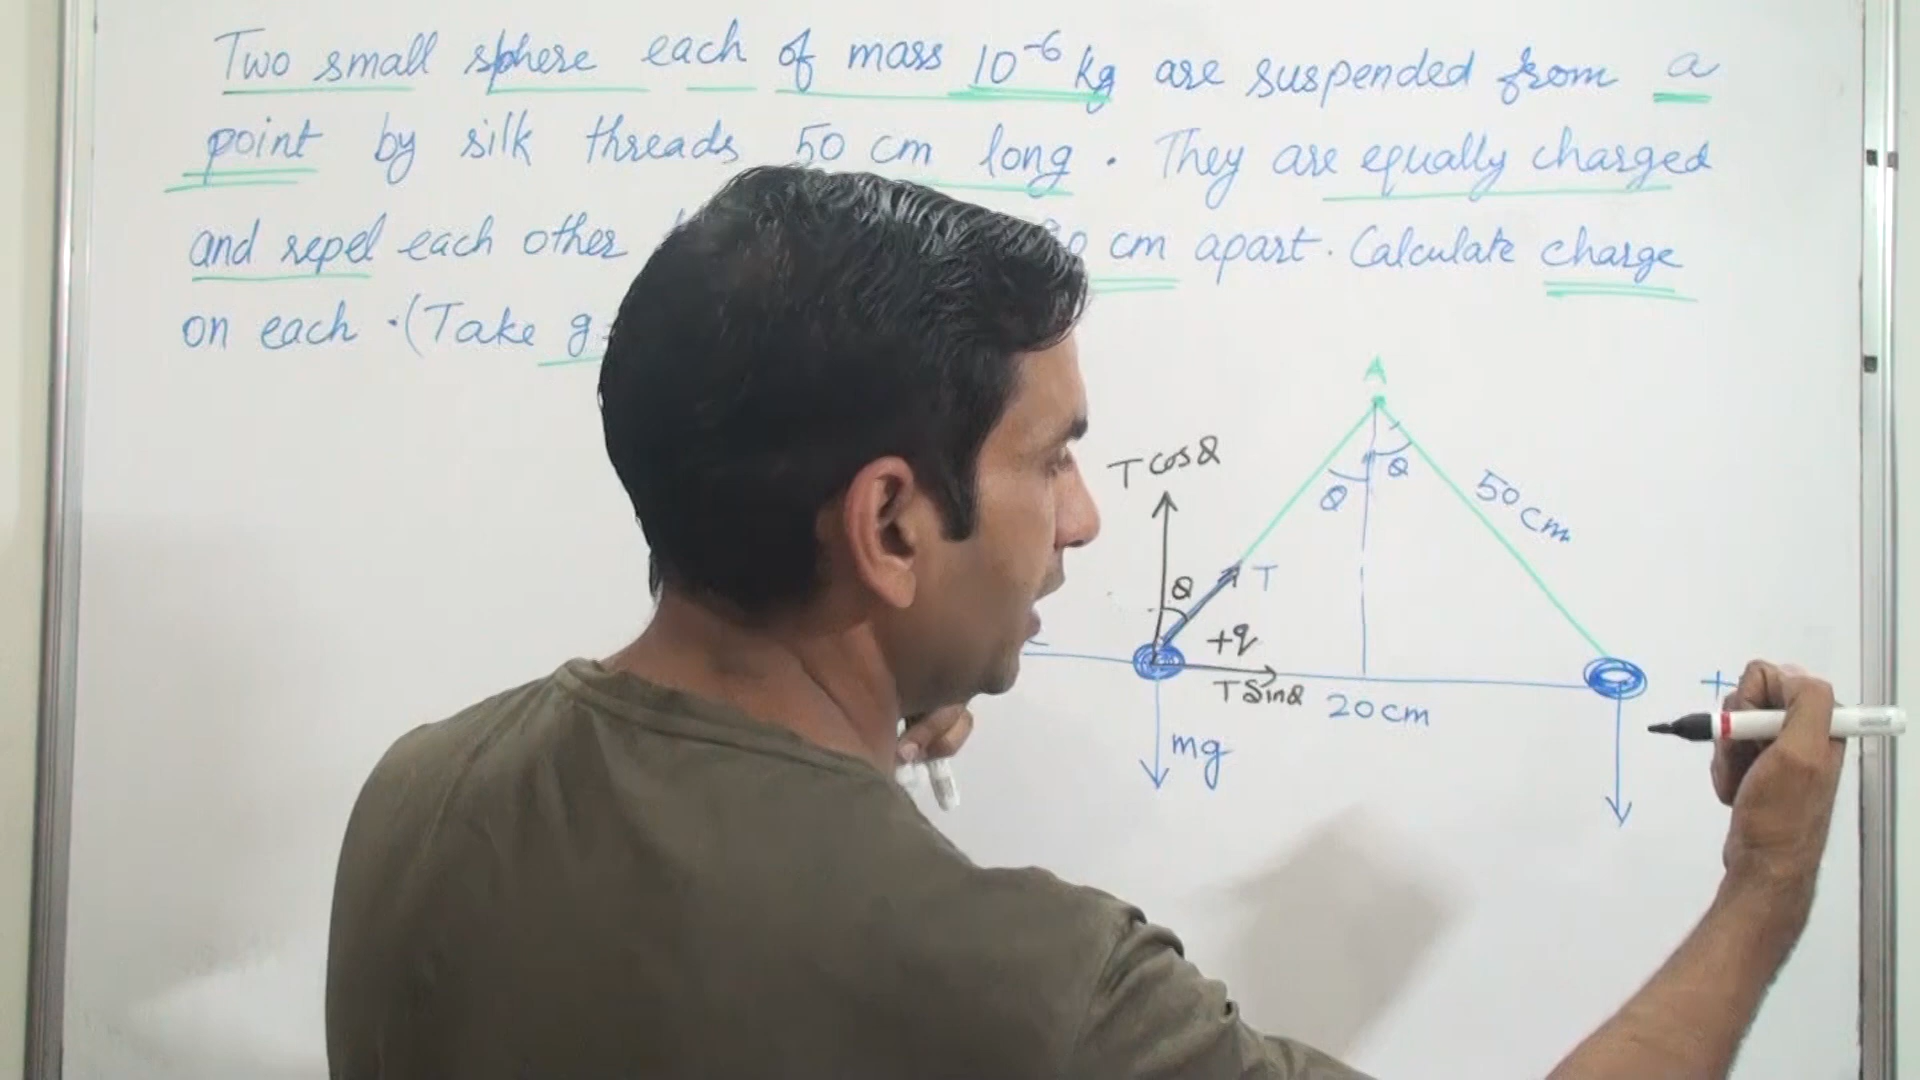 Two small sphere each of mass 10⁻⁶ kg are suspended from a
point by silk threads 50 cm long. They are equally charged
and repel each other cm apart. Calculate charge
on each. (Take g
A
T cosθ
θ θ
50 cm
θ T
+q
T Sinθ 20 cm
mg